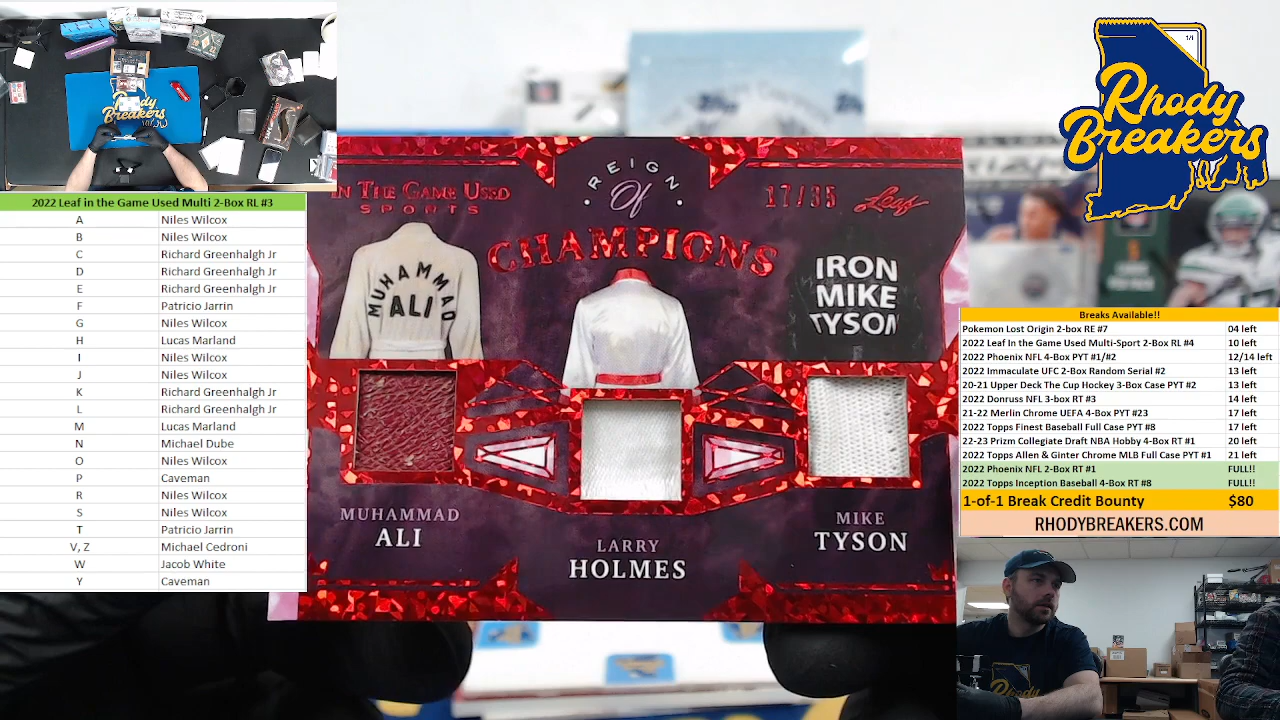 2022 Leaf in the Game Used Multi 2-Box RL #3
A Niles Wilcox
B Niles Wilcox
C Richard Greenhalgh Jr
D Richard Greenhalgh Jr
E Richard Greenhalgh Jr
F Patricio Jarrin
G Niles Wilcox
H Lucas Marland
I Niles Wilcox
J Niles Wilcox
K Richard Greenhalgh Jr
L Richard Greenhalgh Jr
M Lucas Marland
N Michael Dube
O Niles Wilcox
P Caveman
R Niles Wilcox
S Niles Wilcox
T Patricio Jarrin
V, Z Michael Cedroni
W Jacob White
Y Caveman
Rhody
Breakers
IN THE GAME USED
SPORTS
REIGN
Of
CHAMPIONS
17/35
Leaf
MUHAMMAD
ALI
IRON
MIKE
TYSON
MUHAMMAD
ALI
LARRY
HOLMES
MIKE
TYSON
1/1
Rhody
Breakers
Breaks Available!!
Pokemon Lost Origin 2-box RE #7 04 left
2022 Leaf In the Game Used Multi-Sport 2-Box RL #4 10 left
2022 Phoenix NFL 4-Box PYT #1/#2 12/14 left
2022 Immaculate UFC 2-Box Random Serial #2 13 left
20-21 Upper Deck The Cup Hockey 3-Box Case PYT #2 13 left
2022 Donruss NFL 3-box RT #3 14 left
21-22 Merlin Chrome UEFA 4-Box PYT #23 17 left
2022 Topps Finest Baseball Full Case PYT #8 17 left
22-23 Prizm Collegiate Draft NBA Hobby 4-Box RT #1 20 left
2022 Topps Allen & Ginter Chrome MLB Full Case PYT #1 21 left
2022 Phoenix NFL 2-Box RT #1 FULL!!
2022 Topps Inception Baseball 4-Box RT #8 FULL!!
1-of-1 Break Credit Bounty $80
RHODYBREAKERS.COM
Rhody